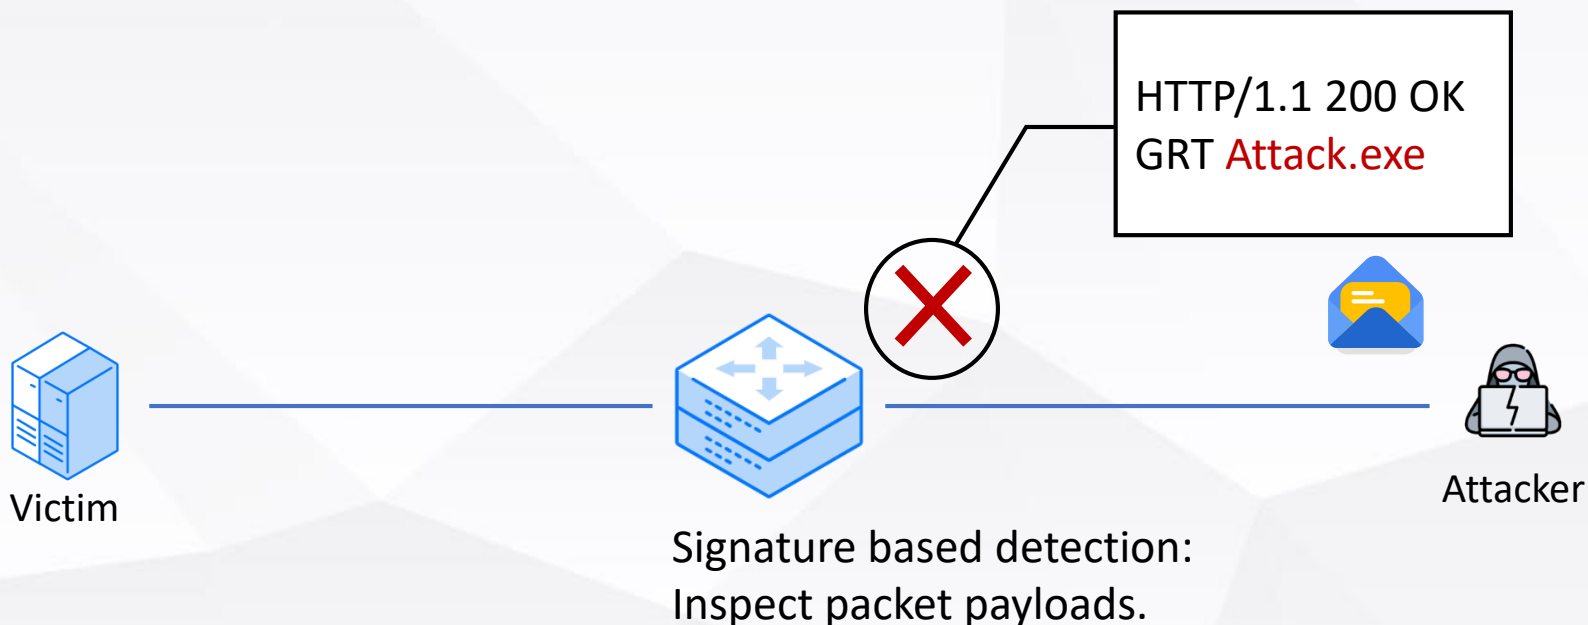 HTTP/1.1 200 OK
GRT Attack.exe
Victim
Attacker
Signature based detection:
Inspect packet payloads.